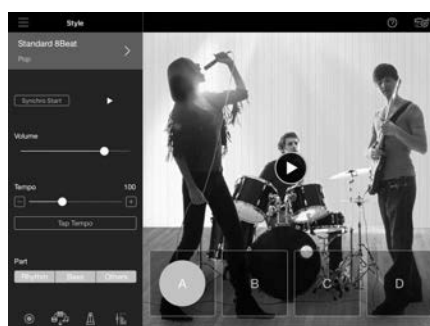 Style
Standard 8Beat
Pop
Synchro Start
Volume
Tempo 100
Tap Tempo
Part
Rhythm Bass Others
A B C D